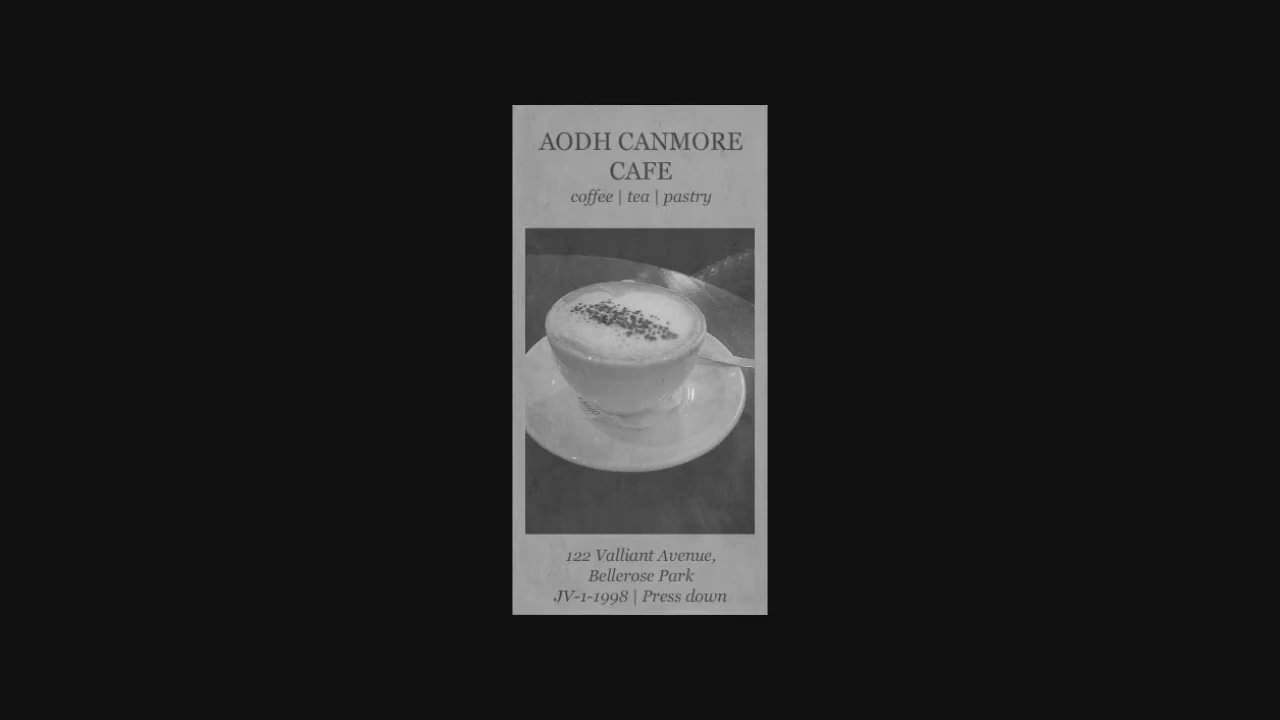 AODH CANMORE
CAFE
coffee | tea | pastry
122 Valliant Avenue,
Bellerose Park
JV-1-1998 | Press down